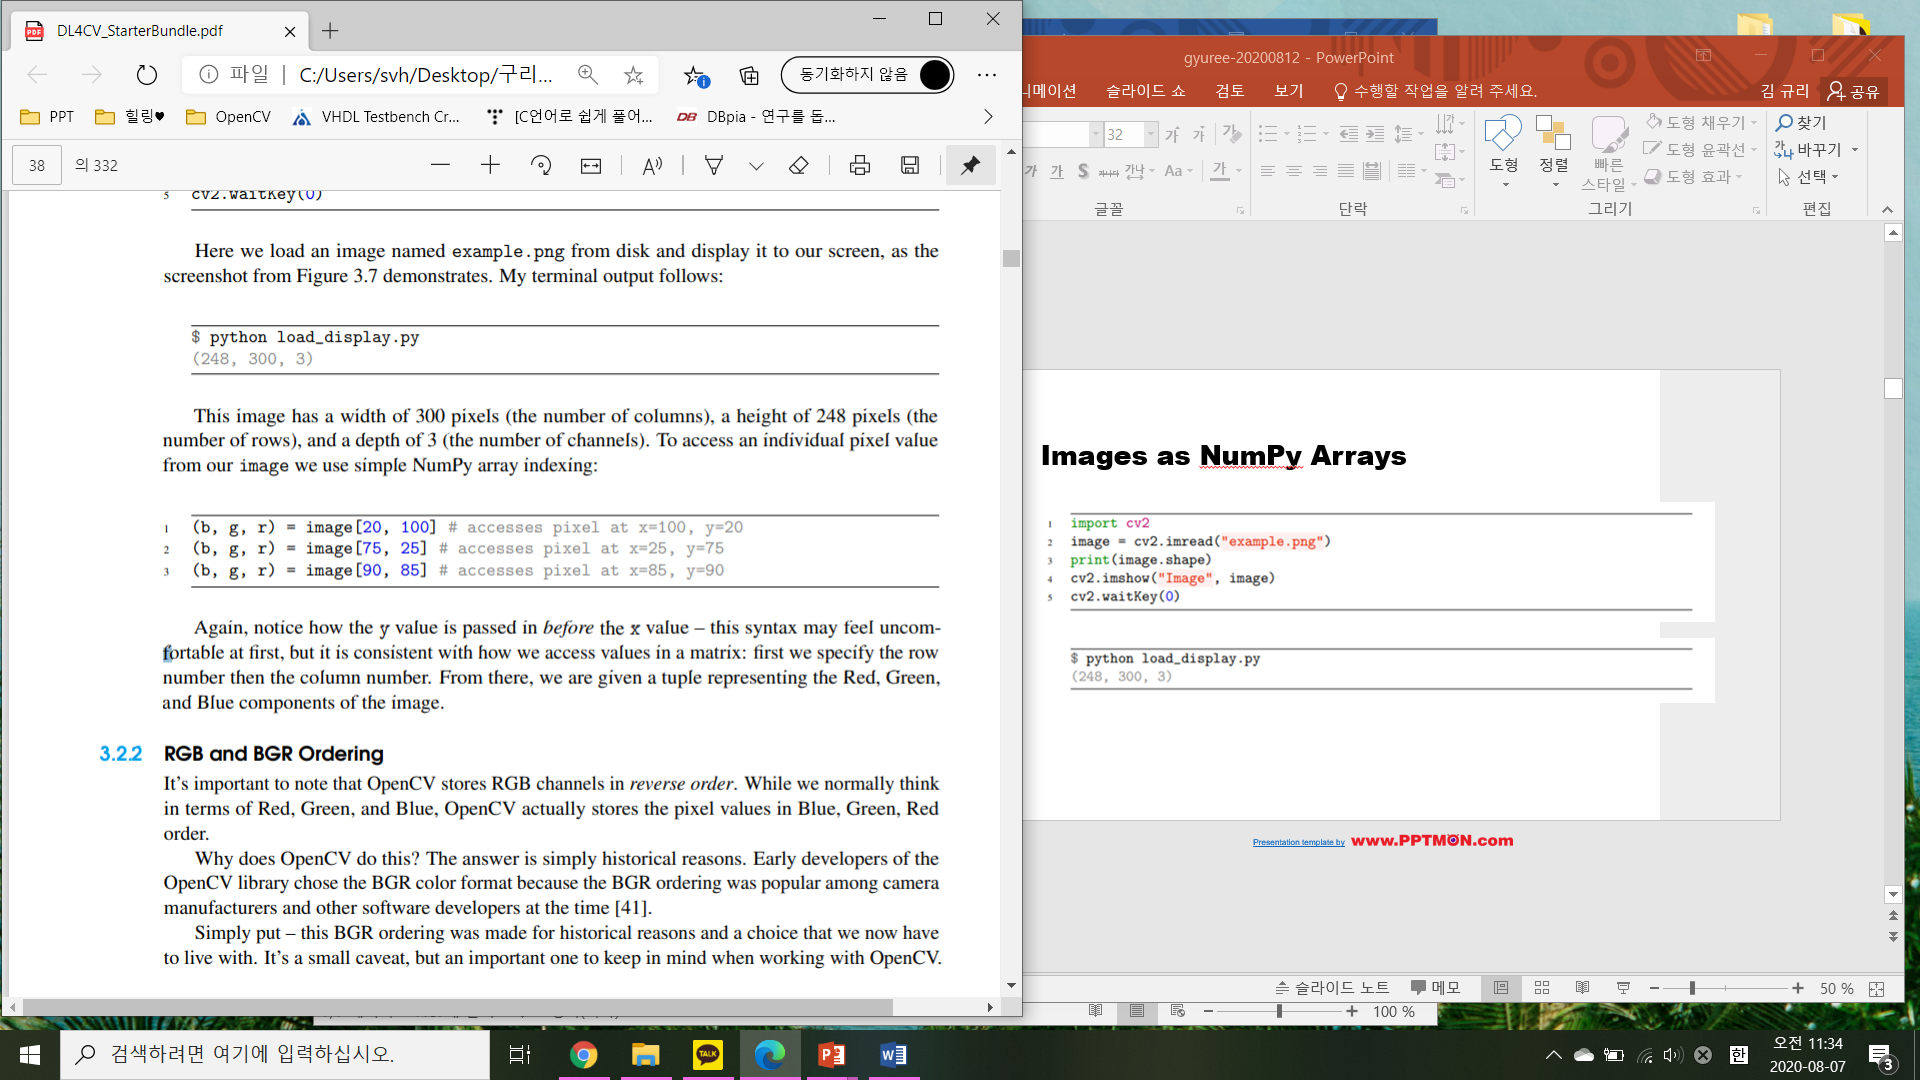 DL4CV_StarterBundle.pdf
파일
C:/Users/svh/Desktop/구리...
동기화하지 않음
PPT
힐링♥
OpenCV
VHDL Testbench Cr...
[C언어로 쉽게 풀어...
DBpia - 연구를 돕...
38
의 332
5 cv2.waitKey(0)
Here we load an image named example.png from disk and display it to our screen, as the
screenshot from Figure 3.7 demonstrates. My terminal output follows:
$ python load_display.py
(248, 300, 3)
This image has a width of 300 pixels (the number of columns), a height of 248 pixels (the
number of rows), and a depth of 3 (the number of channels). To access an individual pixel value
from our image we use simple NumPy array indexing:
1 (b, g, r) = image[20, 100] # accesses pixel at x=100, y=20
2 (b, g, r) = image[75, 25] # accesses pixel at x=25, y=75
3 (b, g, r) = image[90, 85] # accesses pixel at x=85, y=90
Again, notice how the y value is passed in before the x value – this syntax may feel uncom-
fortable at first, but it is consistent with how we access values in a matrix: first we specify the row
number then the column number. From there, we are given a tuple representing the Red, Green,
and Blue components of the image.
3.2.2 RGB and BGR Ordering
It's important to note that OpenCV stores RGB channels in reverse order. While we normally think
in terms of Red, Green, and Blue, OpenCV actually stores the pixel values in Blue, Green, Red
order.
Why does OpenCV do this? The answer is simply historical reasons. Early developers of the
OpenCV library chose the BGR color format because the BGR ordering was popular among camera
manufacturers and other software developers at the time [41].
Simply put – this BGR ordering was made for historical reasons and a choice that we now have
to live with. It's a small caveat, but an important one to keep in mind when working with OpenCV.
gyuree-20200812 - PowerPoint
니메이션
슬라이드 쇼
검토
보기
수행할 작업을 알려 주세요.
김 규리
공유
32
가
Aa
글꼴
단락
도형
정렬
빠른
스타일
도형 채우기
도형 윤곽선
도형 효과
그리기
찾기
바꾸기
선택
편집
Images as NumPy Arrays
1 import cv2
2 image = cv2.imread("example.png")
3 print(image.shape)
4 cv2.imshow("Image", image)
5 cv2.waitKey(0)
$ python load_display.py
(248, 300, 3)
Presentation template by www.PPTMON.com
슬라이드 노트
메모
50 %
100 %
검색하려면 여기에 입력하십시오.
TALK
한
오전 11:34
2020-08-07
3